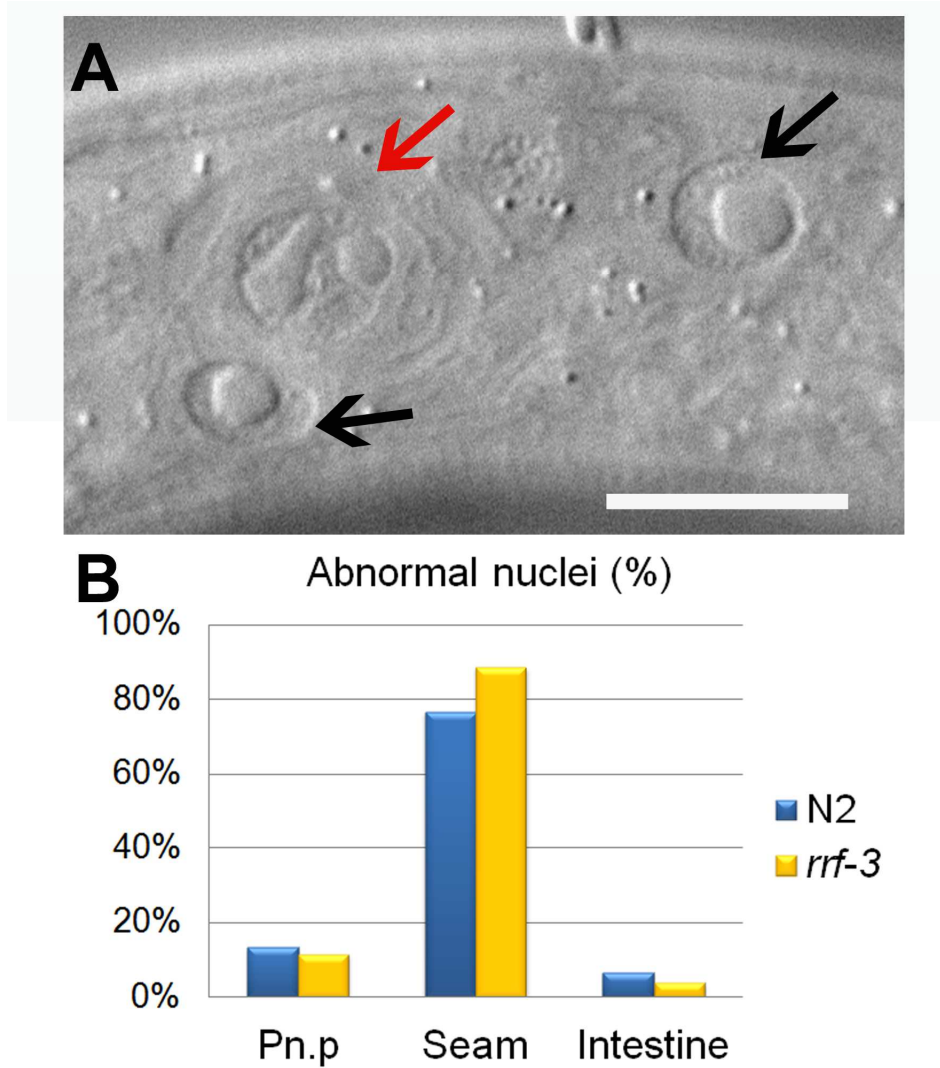 A
B
Abnormal nuclei (%)
100%
80%
60%
40%
20%
0%
N2
rrf-3
Pn.p Seam Intestine